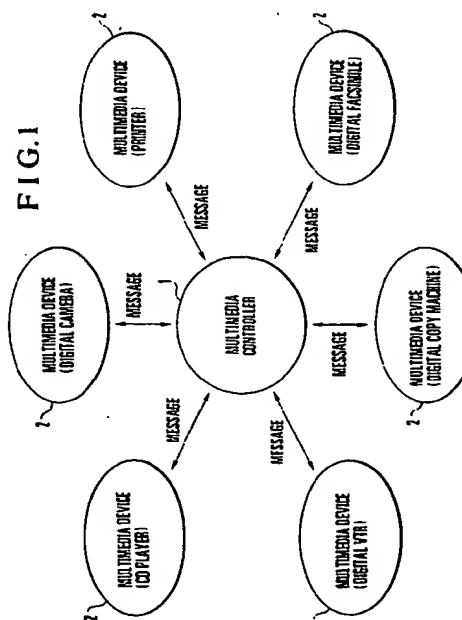 F I G. 1
2
MULTIMEDIA DEVICE
(DIGITAL CAMERA)
2
MULTIMEDIA DEVICE
(CD PLAYER)
2
MULTIMEDIA DEVICE
(PRINTER)
MESSAGE
MESSAGE
1
MESSAGE
MULTIMEDIA
CONTROLLER
MESSAGE
MESSAGE
MESSAGE
MULTIMEDIA DEVICE
(DIGITAL VTR)
2
MULTIMEDIA DEVICE
(DIGITAL COPY MACHINE)
2
MULTIMEDIA DEVICE
(DIGITAL FACSIMILE)